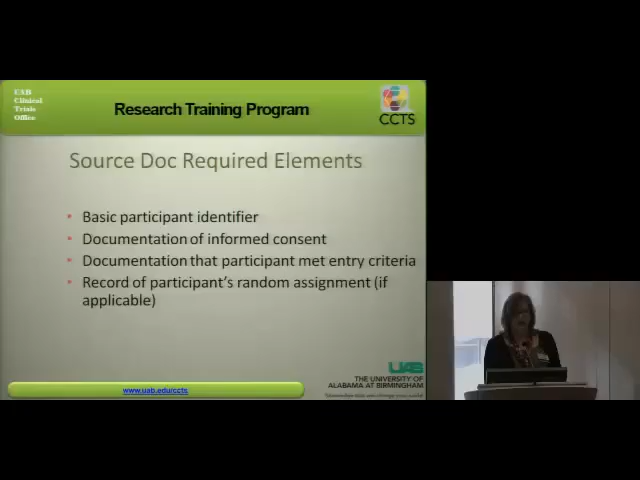 UAB
Clinical
Trials
Office
Research Training Program
CCTS
Source Doc Required Elements
• Basic participant identifier
• Documentation of informed consent
• Documentation that participant met entry criteria
• Record of participant's random assignment (if
applicable)
www.uab.edu/ccts
UAB
THE UNIVERSITY OF
ALABAMA AT BIRMINGHAM